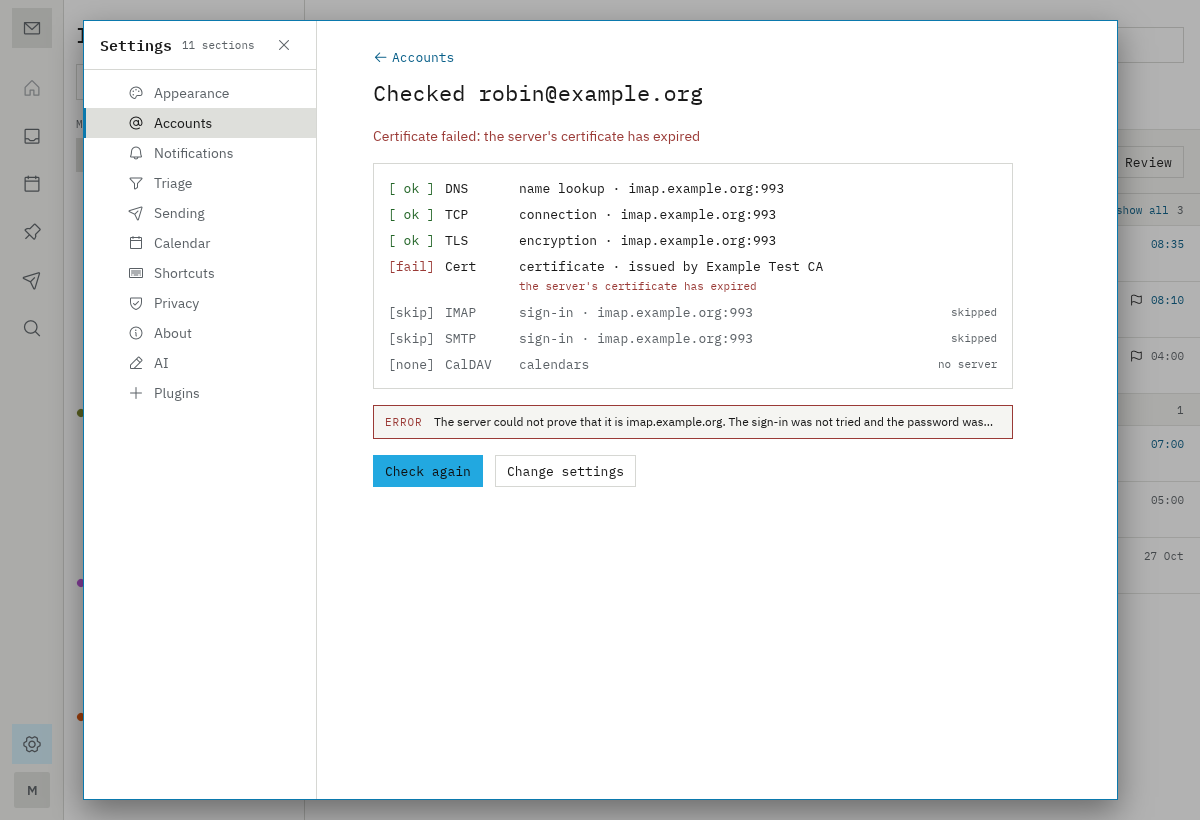 Settings 11 sections
Appearance
Accounts
Notifications
Triage
Sending
Calendar
Shortcuts
Privacy
About
AI
Plugins
M
← Accounts
Checked robin@example.org
Certificate failed: the server's certificate has expired
[ ok ] DNS name lookup · imap.example.org:993
[ ok ] TCP connection · imap.example.org:993
[ ok ] TLS encryption · imap.example.org:993
[fail] Cert certificate · issued by Example Test CA
the server's certificate has expired
[skip] IMAP sign-in · imap.example.org:993 skipped
[skip] SMTP sign-in · imap.example.org:993 skipped
[none] CalDAV calendars no server
ERROR The server could not prove that it is imap.example.org. The sign-in was not tried and the password was…
Check again Change settings
Review
show all 3
08:35
08:10
04:00
1
07:00
05:00
27 Oct